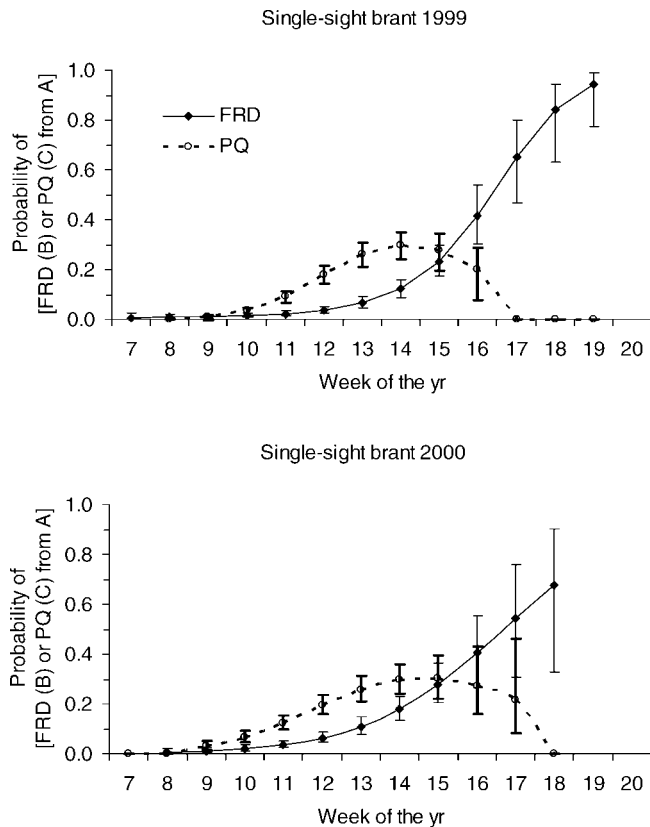 Single-sight brant 1999
Probability of
[FRD (B) or PQ (C) from A]
1.0
0.8
0.6
0.4
0.2
0.0
FRD
PQ
7 8 9 10 11 12 13 14 15 16 17 18 19 20
Week of the yr
Single-sight brant 2000
Probability of
[FRD (B) or PQ (C) from A]
1.0
0.8
0.6
0.4
0.2
0.0
7 8 9 10 11 12 13 14 15 16 17 18 19 20
Week of the yr